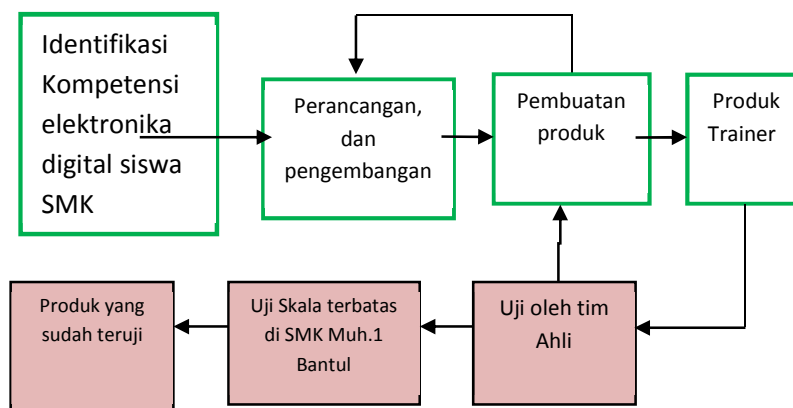 Identifikasi
Kompetensi
elektronika
digital siswa
SMK
Perancangan,
dan
pengembangan
Pembuatan
produk
Produk
Trainer
Produk yang
sudah teruji
Uji Skala terbatas
di SMK Muh.1
Bantul
Uji oleh tim
Ahli